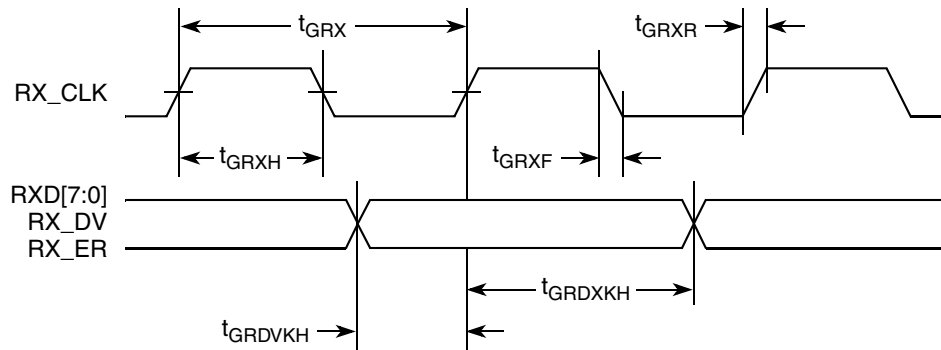 tGRX
tGRXR
RX_CLK
tGRXH
tGRXF
RXD[7:0]
RX_DV
RX_ER
tGRDXKH
tGRDVKH